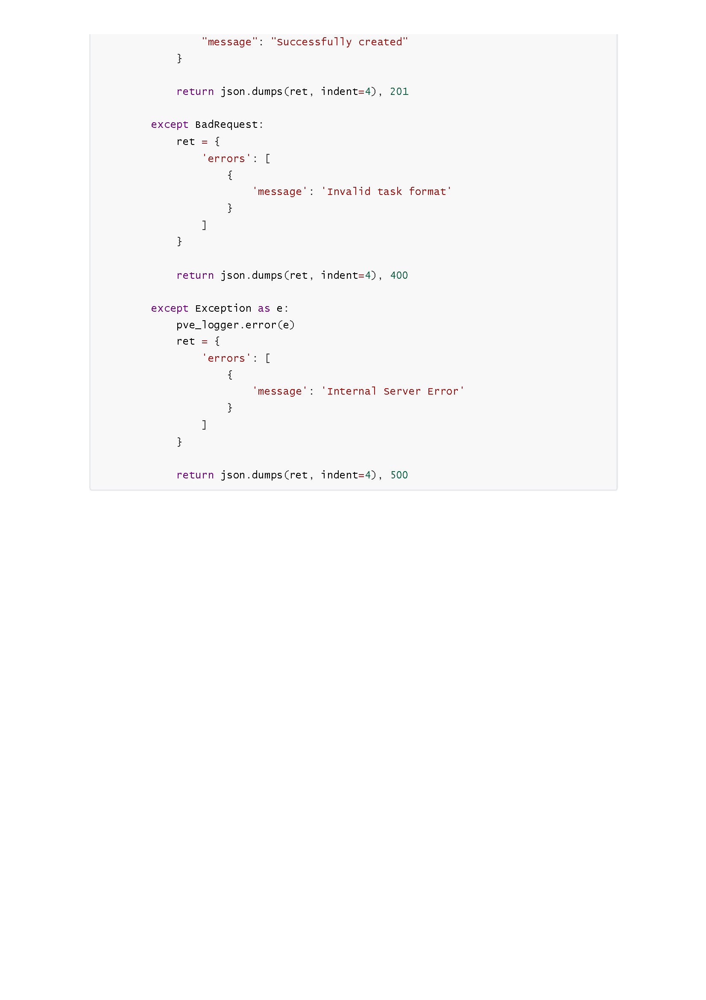 "message": "Successfully created"
}
return json.dumps(ret, indent=4), 201
except BadRequest:
ret = {
'errors': [
{
'message': 'Invalid task format'
}
]
}
return json.dumps(ret, indent=4), 400
except Exception as e:
pve_logger.error(e)
ret = {
'errors': [
{
'message': 'Internal Server Error'
}
]
}
return json.dumps(ret, indent=4), 500